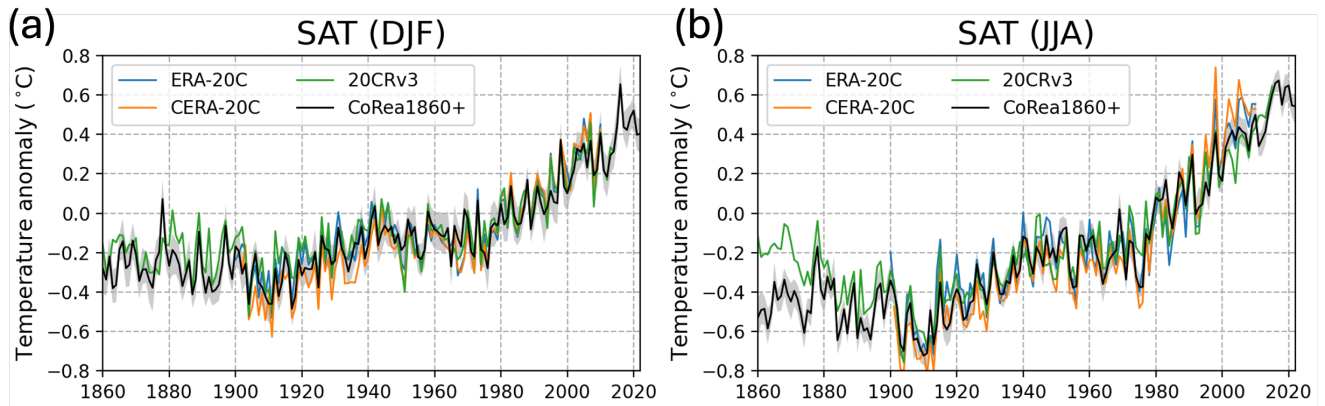 (a)
SAT (DJF)
Temperature anomaly (°C)
0.8
0.6
0.4
0.2
0.0
−0.2
−0.4
−0.6
−0.8
ERA-20C
CERA-20C
20CRv3
CoRea1860+
1860 1880 1900 1920 1940 1960 1980 2000 2020
(b)
SAT (JJA)
Temperature anomaly (°C)
0.8
0.6
0.4
0.2
0.0
−0.2
−0.4
−0.6
−0.8
ERA-20C
CERA-20C
20CRv3
CoRea1860+
1860 1880 1900 1920 1940 1960 1980 2000 2020